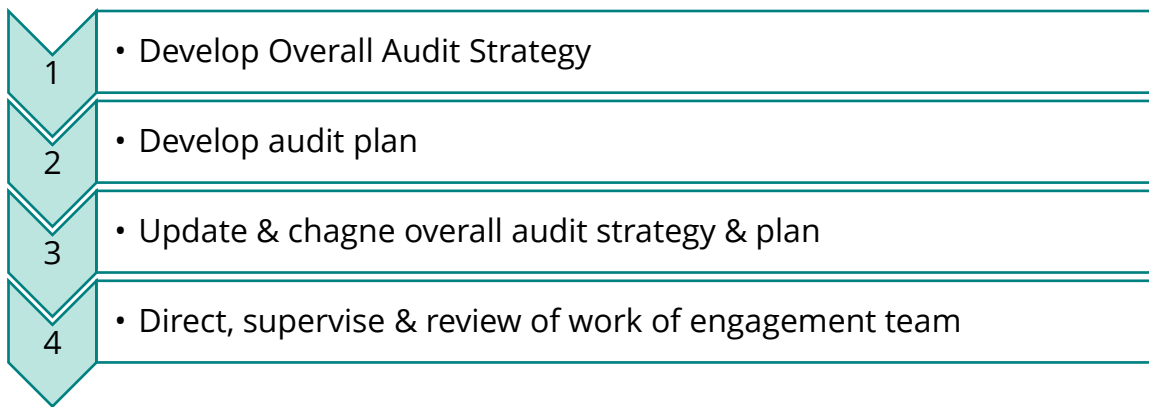 1
• Develop Overall Audit Strategy
2
• Develop audit plan
3
• Update & chagne overall audit strategy & plan
4
• Direct, supervise & review of work of engagement team